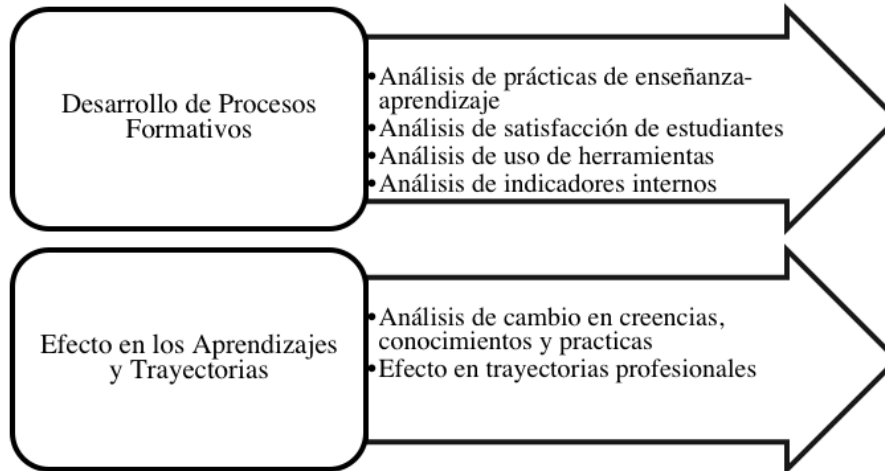 Desarrollo de Procesos
Formativos
•Análisis de prácticas de enseñanza-
aprendizaje
•Análisis de satisfacción de estudiantes
•Análisis de uso de herramientas
•Análisis de indicadores internos
Efecto en los Aprendizajes
y Trayectorias
•Análisis de cambio en creencias,
conocimientos y practicas
•Efecto en trayectorias profesionales